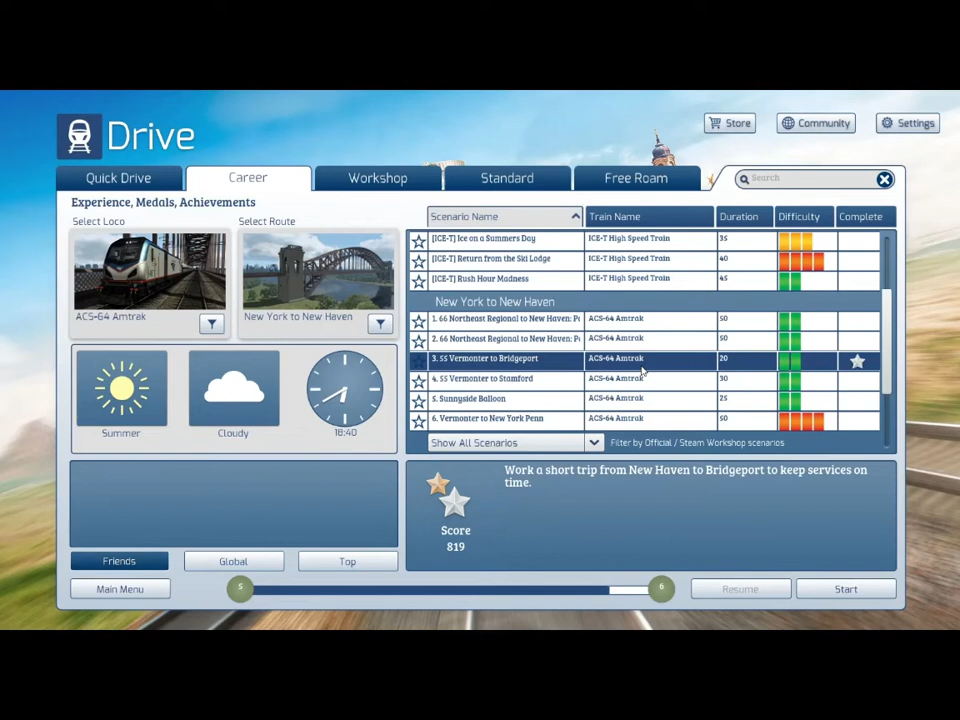 Drive
Store
Community
Settings
Quick Drive
Career
Workshop
Standard
Free Roam
Search
Experience, Medals, Achievements
Select Loco
Select Route
ACS-64 Amtrak
New York to New Haven
Summer
Cloudy
18:40
Scenario Name Train Name Duration Difficulty Complete
[ICE-T] Ice on a Summers Day ICE-T High Speed Train 35
[ICE-T] Return from the Ski Lodge ICE-T High Speed Train 40
[ICE-T] Rush Hour Madness ICE-T High Speed Train 45
New York to New Haven
1. 66 Northeast Regional to New Haven: ACS-64 Amtrak 50
2. 66 Northeast Regional to New Haven: ACS-64 Amtrak 50
3. 55 Vermonter to Bridgeport ACS-64 Amtrak 20
4. 55 Vermonter to Stamford ACS-64 Amtrak 30
5. Sunnyside Balloon ACS-64 Amtrak 25
6. Vermonter to New York Penn ACS-64 Amtrak 50
Show All Scenarios
Filter by Official / Steam Workshop scenarios
Work a short trip from New Haven to Bridgeport to keep services on
time.
Score
819
Friends
Global
Top
Main Menu
5
6
Resume
Start